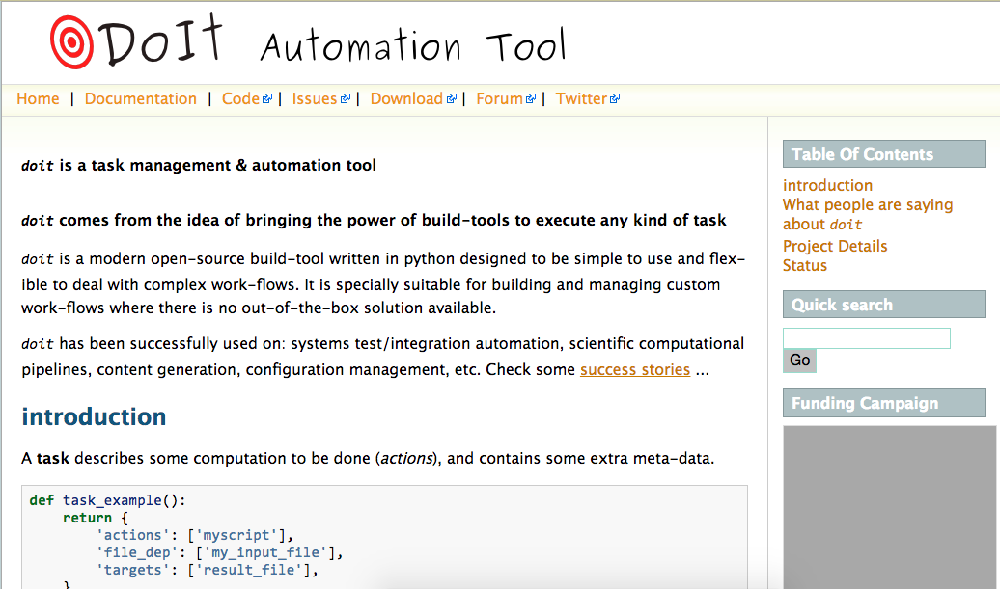 DoIt Automation Tool
Home | Documentation | Code | Issues | Download | Forum | Twitter
doit is a task management & automation tool
doit comes from the idea of bringing the power of build-tools to execute any kind of task
doit is a modern open-source build-tool written in python designed to be simple to use and flex-
ible to deal with complex work-flows. It is specially suitable for building and managing custom
work-flows where there is no out-of-the-box solution available.
doit has been successfully used on: systems test/integration automation, scientific computational
pipelines, content generation, configuration management, etc. Check some success stories ...
introduction
A task describes some computation to be done (actions), and contains some extra meta-data.
def task_example():
    return {
        'actions': ['myscript'],
        'file_dep': ['my_input_file'],
        'targets': ['result_file'],
    }
Table Of Contents
introduction
What people are saying
about doit
Project Details
Status
Quick search
Go
Funding Campaign